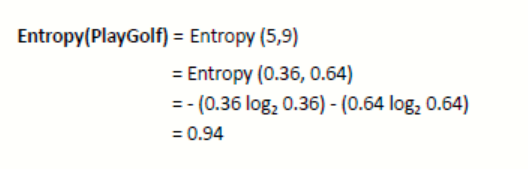 Entropy(PlayGolf) = Entropy (5,9)
= Entropy (0.36, 0.64)
= - (0.36 log₂ 0.36) - (0.64 log₂ 0.64)
= 0.94